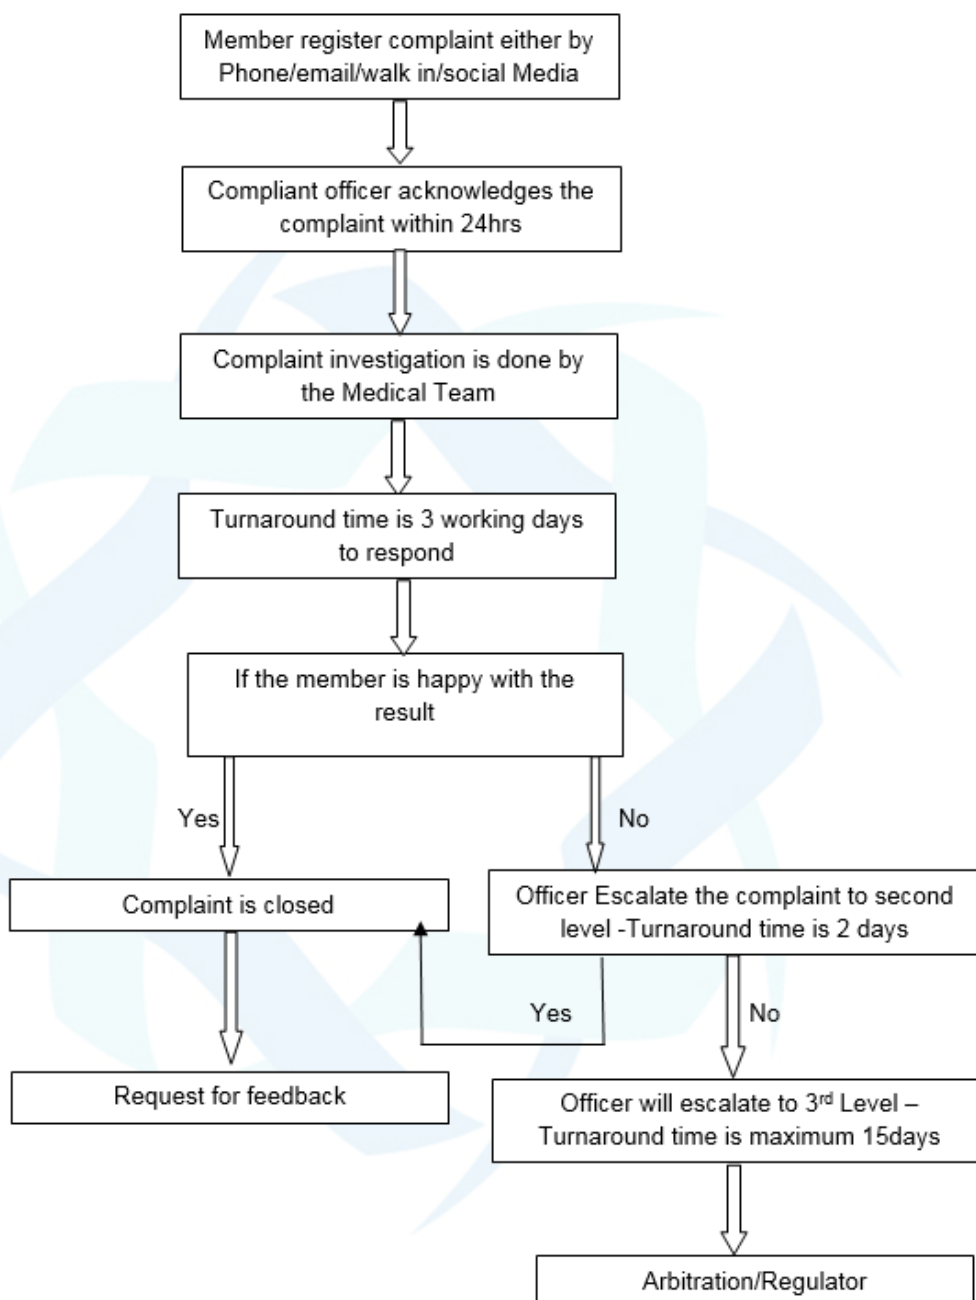 Member register complaint either by
Phone/email/walk in/social Media
Compliant officer acknowledges the
complaint within 24hrs
Complaint investigation is done by
the Medical Team
Turnaround time is 3 working days
to respond
If the member is happy with the
result
Yes
No
Complaint is closed
Officer Escalate the complaint to second
level -Turnaround time is 2 days
Yes
No
Request for feedback
Officer will escalate to 3rd Level –
Turnaround time is maximum 15days
Arbitration/Regulator